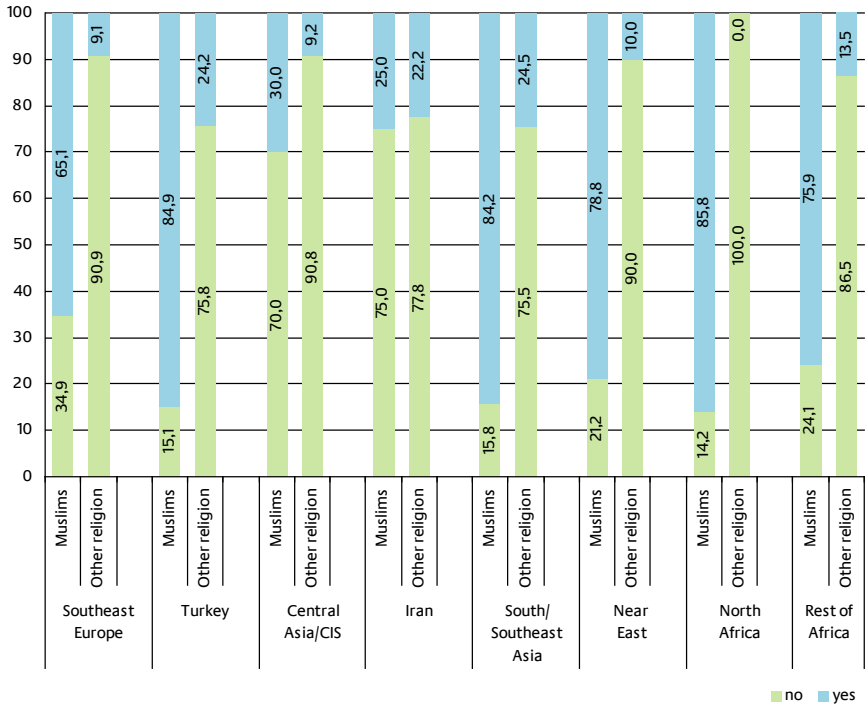 100
90
80
70
60
50
40
30
20
10
0
65,1
34,9
9,1
90,9
84,9
15,1
24,2
75,8
30,0
70,0
9,2
90,8
25,0
75,0
22,2
77,8
84,2
15,8
24,5
75,5
78,8
21,2
10,0
90,0
85,8
14,2
0,0
100,0
75,9
24,1
13,5
86,5
Muslims
Other religion
Muslims
Other religion
Muslims
Other religion
Muslims
Other religion
Muslims
Other religion
Muslims
Other religion
Muslims
Other religion
Muslims
Other religion
Southeast
Europe
Turkey
Central
Asia/CIS
Iran
South/
Southeast
Asia
Near
East
North
Africa
Rest of
Africa
no
yes